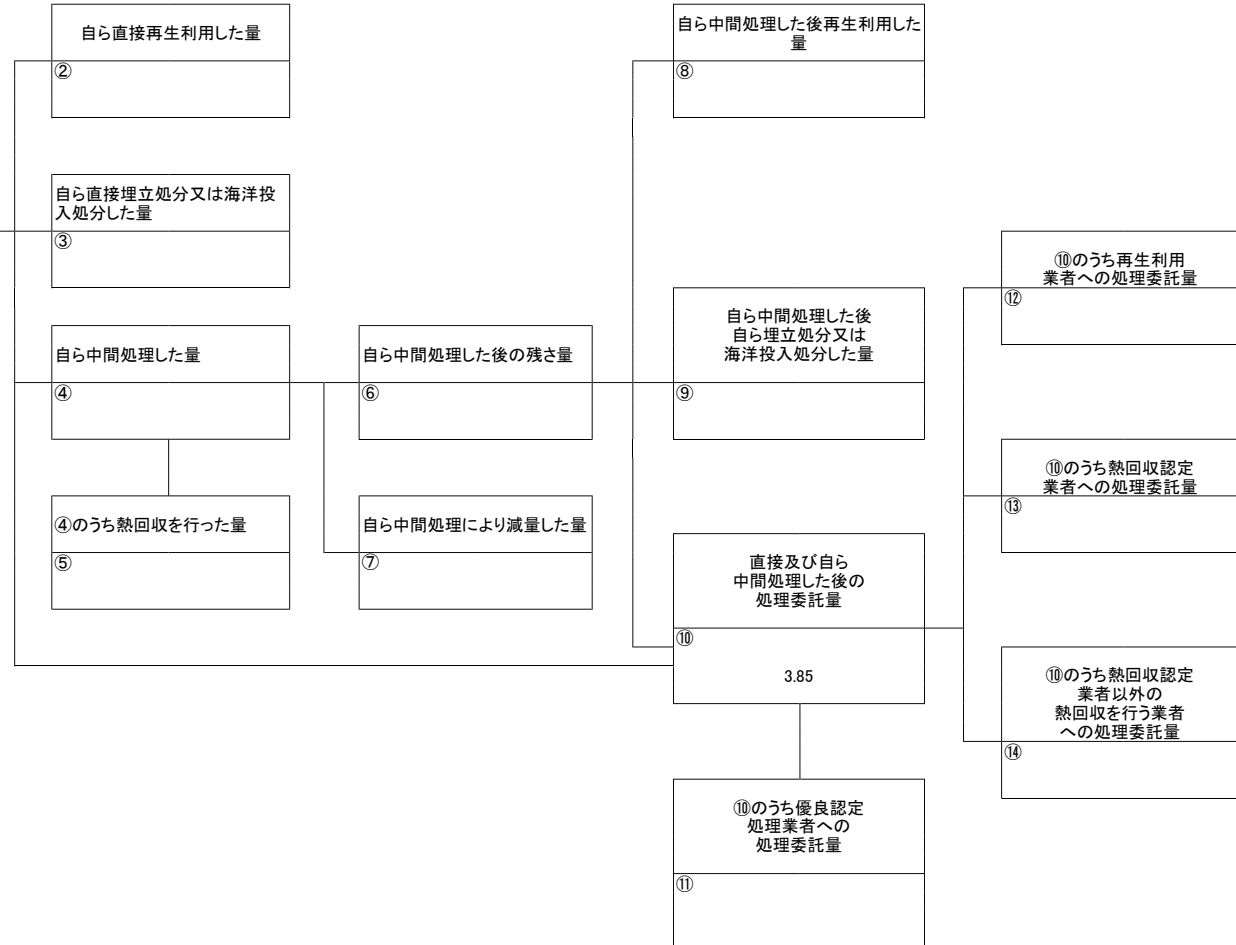 自ら直接再生利用した量
②
自ら中間処理した後再生利用した
量
⑧
自ら直接埋立処分又は海洋投
入処分した量
③
⑩のうち再生利用
業者への処理委託量
⑫
自ら中間処理した量
④
自ら中間処理した後の残さ量
⑥
自ら中間処理した後
自ら埋立処分又は
海洋投入処分した量
⑨
⑩のうち熱回収認定
業者への処理委託量
⑬
④のうち熱回収を行った量
⑤
自ら中間処理により減量した量
⑦
直接及び自ら
中間処理した後の
処理委託量
⑩
3.85
⑩のうち熱回収認定
業者以外の
熱回収を行う業者
への処理委託量
⑭
⑩のうち優良認定
処理業者への
処理委託量
⑪